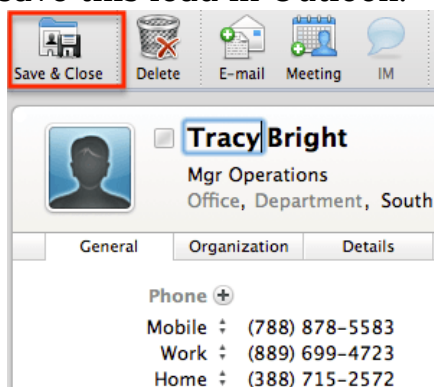 save this lead in Outlook.
Save & Close Delete E-mail Meeting IM
Tracy Bright
Mgr Operations
Office, Department, South
General Organization Details
Phone
Mobile (788) 878-5583
Work (889) 699-4723
Home (388) 715-2572